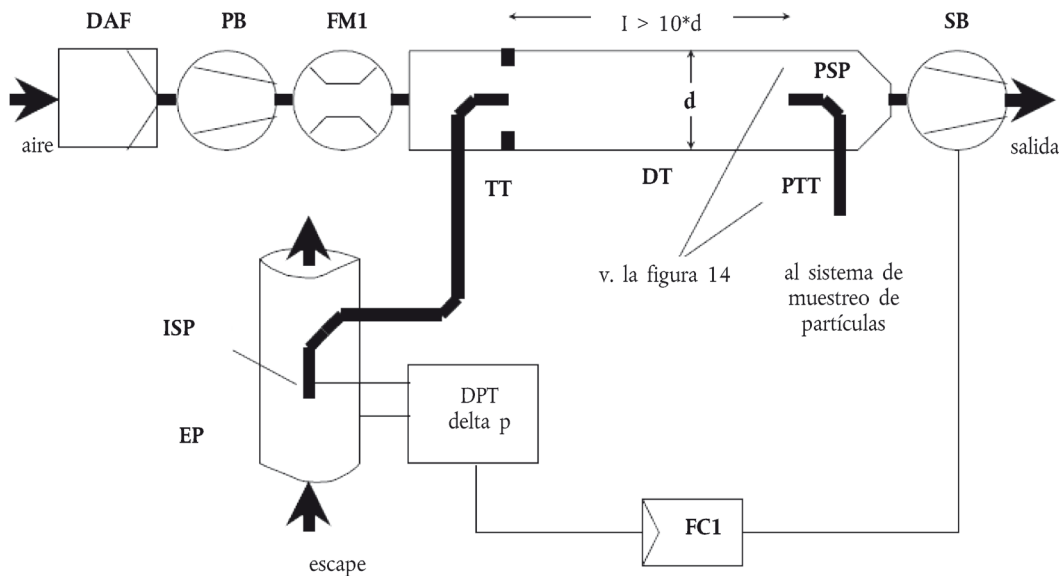 DAF
PB
FM1
I > 10*d
SB
PSP
d
aire
salida
TT
DT
PTT
v. la figura 14
al sistema de
muestreo de
partículas
ISP
DPT
delta p
EP
FC1
escape